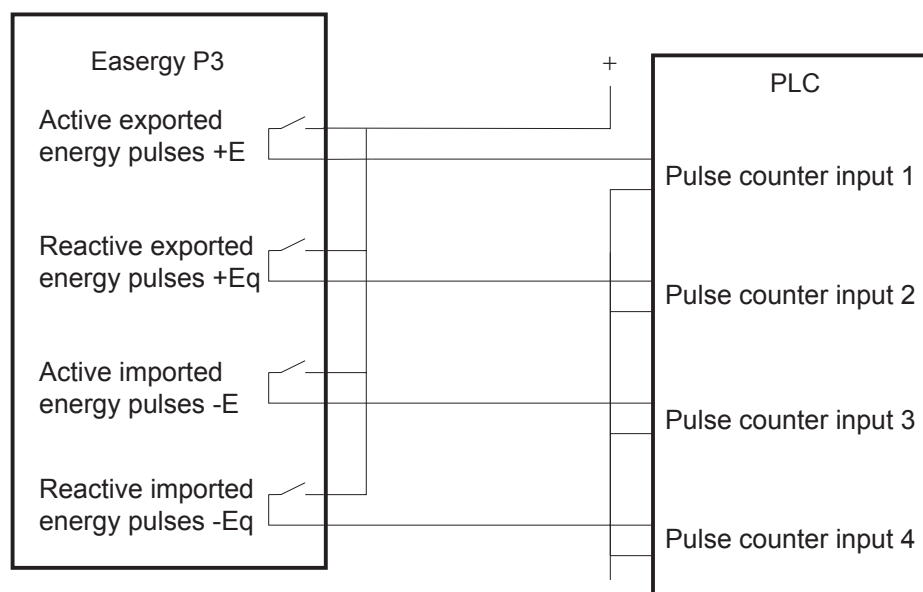 Easergy P3
Active exported
energy pulses +E
Reactive exported
energy pulses +Eq
Active imported
energy pulses -E
Reactive imported
energy pulses -Eq
+
PLC
Pulse counter input 1
Pulse counter input 2
Pulse counter input 3
Pulse counter input 4